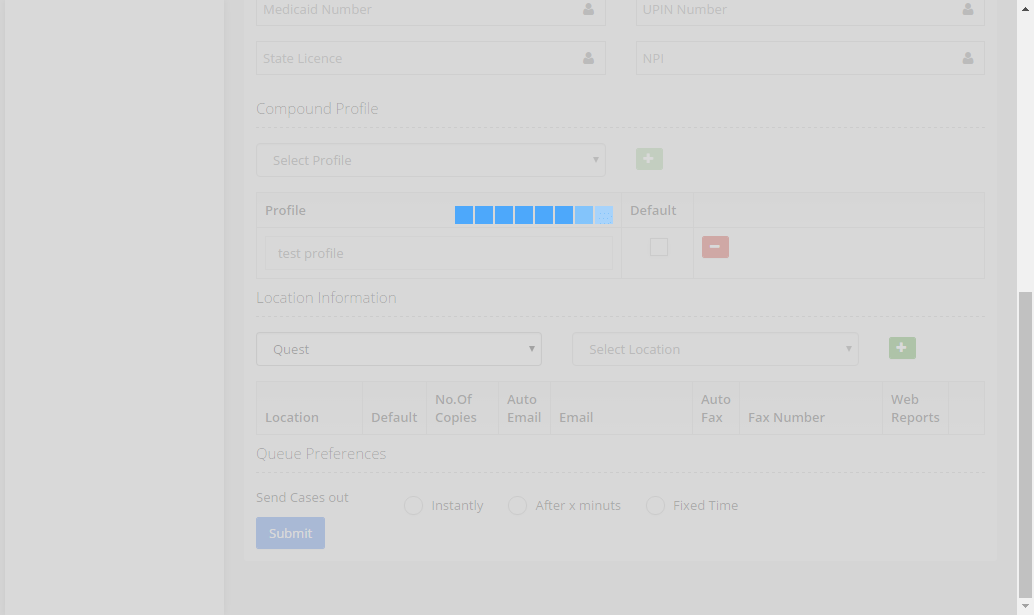 Medicaid Number UPIN Number
State Licence NPI
Compound Profile
Select Profile
Profile Default
test profile
Location Information
Quest Select Location
Location Default No.Of Copies Auto Email Email Auto Fax Fax Number Web Reports
Queue Preferences
Send Cases out Instantly After x minuts Fixed Time
Submit